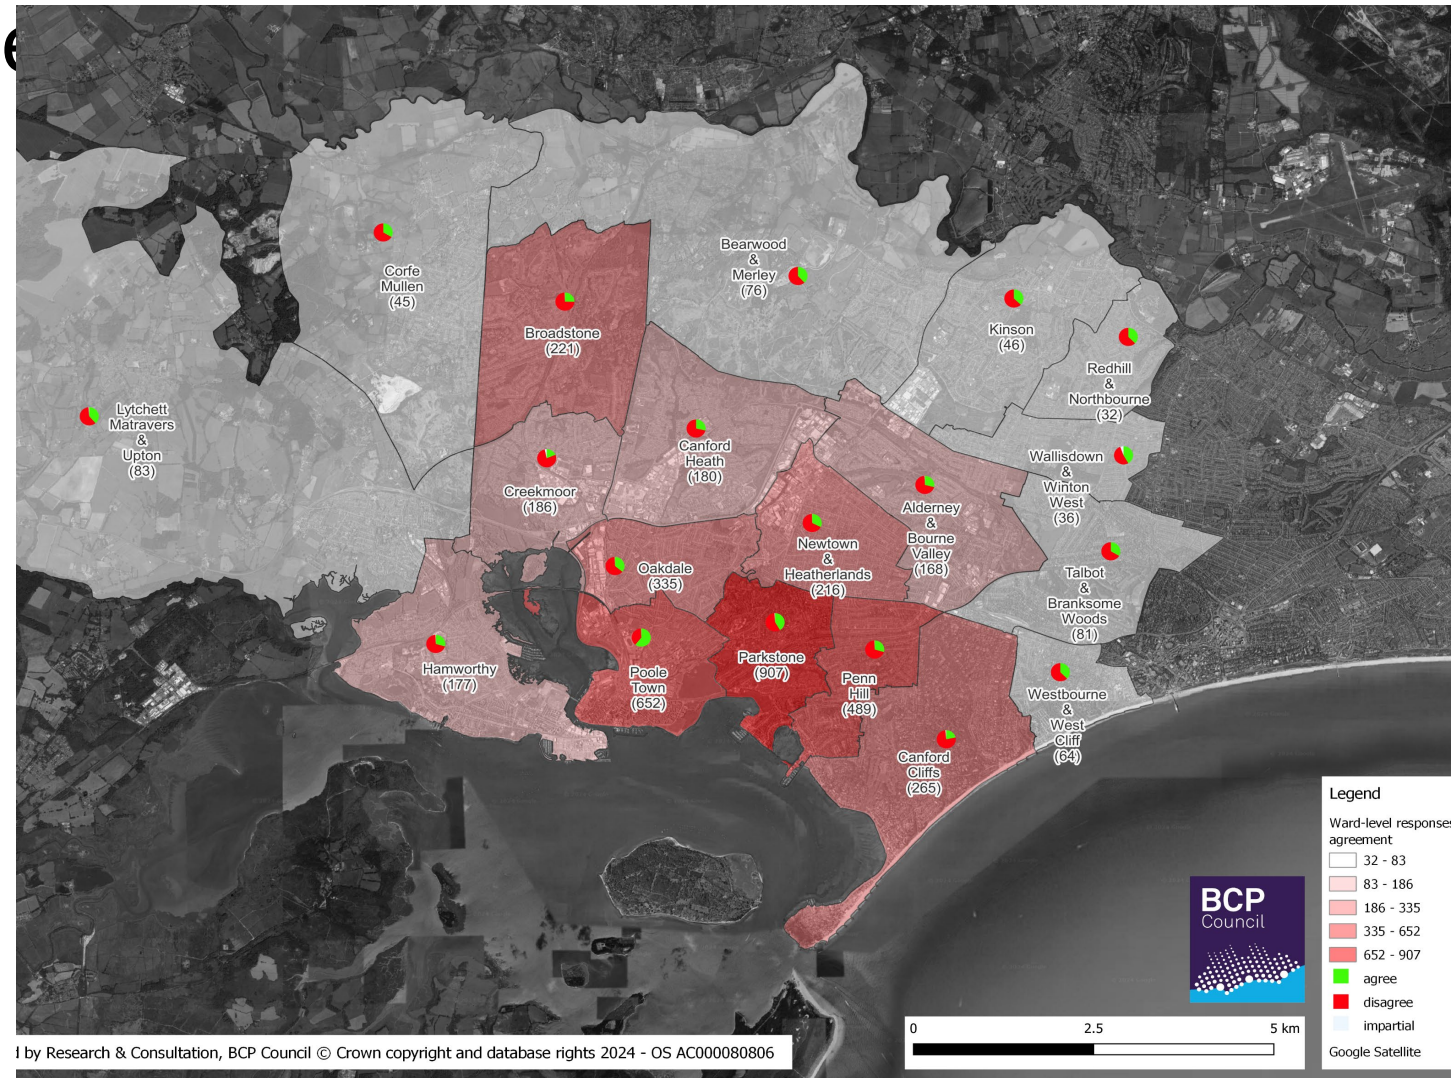 Bearwood
&
Merley
(76)
Corfe
Mullen
(45)
Broadstone
(221)
Kinson
(46)
Redhill
&
Northbourne
(32)
Lytchett
Matravers
&
Upton
(83)
Canford
Heath
(180)
Creekmoor
(186)
Wallisdown
&
Winton
West
(36)
Alderney
&
Bourne
Valley
(168)
Newtown
&
Heatherlands
(216)
Oakdale
(335)
Talbot
&
Branksome
Woods
(81)
Hamworthy
(177)
Poole
Town
(652)
Parkstone
(907)
Penn
Hill
(489)
Westbourne
&
West
Cliff
(64)
Canford
Cliffs
(265)
Legend
Ward-level responses
agreement
32 - 83
83 - 186
186 - 335
335 - 652
652 - 907
agree
disagree
impartial
Google Satellite
BCP
Council
0 2.5 5 km
by Research & Consultation, BCP Council © Crown copyright and database rights 2024 - OS AC000080806